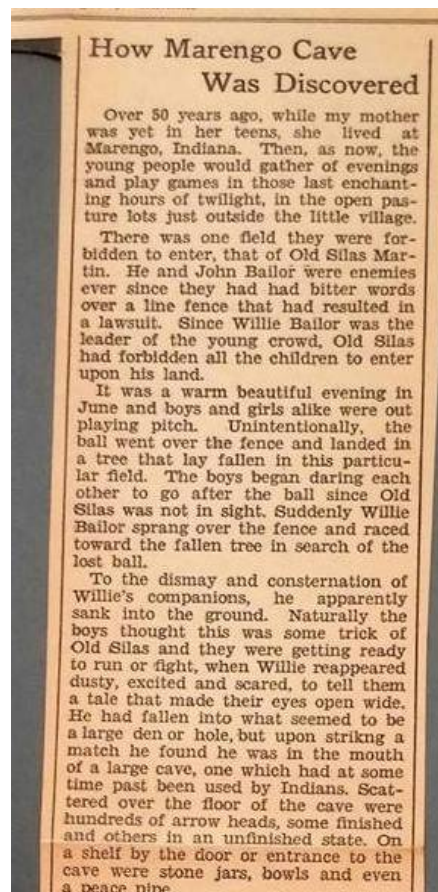 How Marengo Cave
Was Discovered
Over 50 years ago, while my mother
was yet in her teens, she lived at
Marengo, Indiana. Then, as now, the
young people would gather of evenings
and play games in those last enchant-
ing hours of twilight, in the open pas-
ture lots just outside the little village.
There was one field they were for-
bidden to enter, that of Old Silas Mar-
tin. He and John Bailor were enemies
ever since they had had bitter words
over a line fence that had resulted in
a lawsuit. Since Willie Bailor was the
leader of the young crowd, Old Silas
had forbidden all the children to enter
upon his land.
It was a warm beautiful evening in
June and boys and girls alike were out
playing pitch. Unintentionally, the
ball went over the fence and landed in
a tree that lay fallen in this particu-
lar field. The boys began daring each
other to go after the ball since Old
Silas was not in sight. Suddenly Willie
Bailor sprang over the fence and raced
toward the fallen tree in search of the
lost ball.
To the dismay and consternation of
Willie's companions, he apparently
sank into the ground. Naturally the
boys thought this was some trick of
Old Silas and they were getting ready
to run or fight, when Willie reappeared
dusty, excited and scared, to tell them
a tale that made their eyes open wide.
He had fallen into what seemed to be
a large den or hole, but upon strikng a
match he found he was in the mouth
of a large cave, one which had at some
time past been used by Indians. Scat-
tered over the floor of the cave were
hundreds of arrow heads, some finished
and others in an unfinished state. On
a shelf by the door or entrance to the
cave were stone jars, bowls and even
a peace pipe